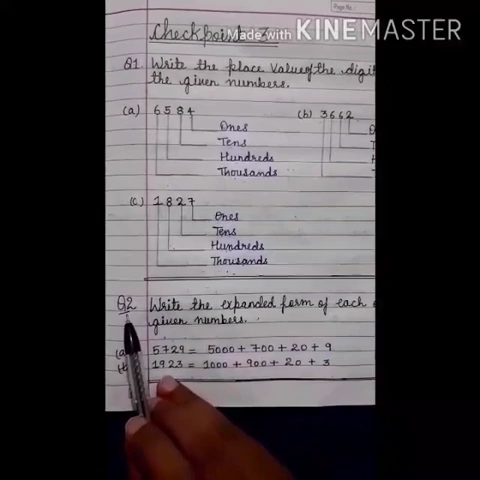 Page No.:
Checkpoint 3
Made with KINEMASTER
Q1 Write the place value of the digit
the given numbers.
(a) 6584 (b) 3662
Ones
Tens
Hundreds
Thousands
(c) 1827
Ones
Tens
Hundreds
Thousands
Q2 Write the expanded form of each
given numbers.
(a) 5729 = 5000 + 700 + 20 + 9
1923 = 1000 + 900 + 20 + 3